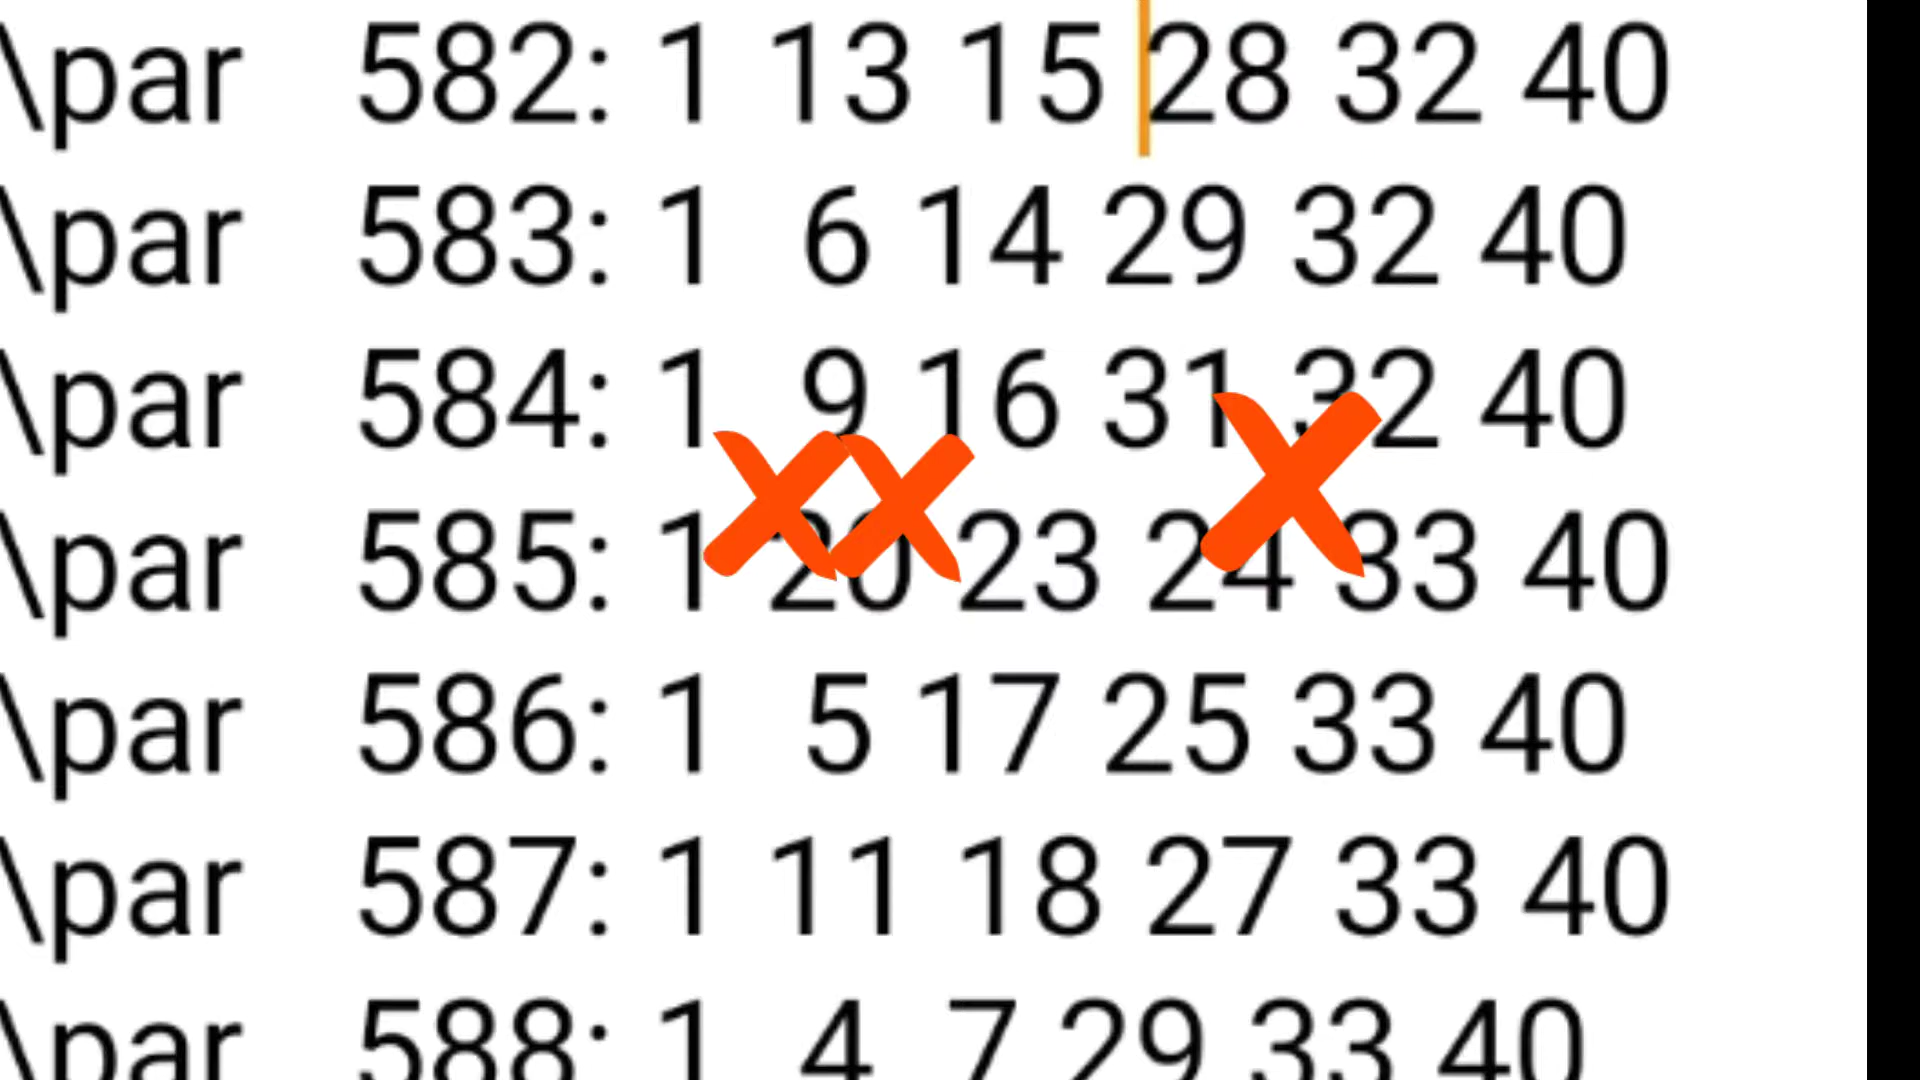 \par 582: 1 13 15 28 32 40
\par 583: 1 6 14 29 32 40
\par 584: 1 9 16 31 32 40
\par 585: 1 20 23 24 33 40
\par 586: 1 5 17 25 33 40
\par 587: 1 11 18 27 33 40
\par 588: 1 4 7 29 33 40